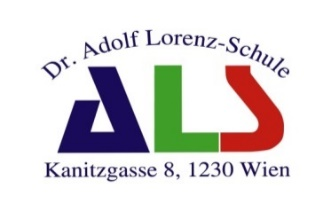 Dr. Adolf Lorenz-Schule
ALS
Kanitzgasse 8, 1230 Wien